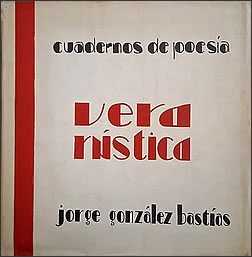 cuadernos de poesía
vera
nística
jorge gonzález bastías